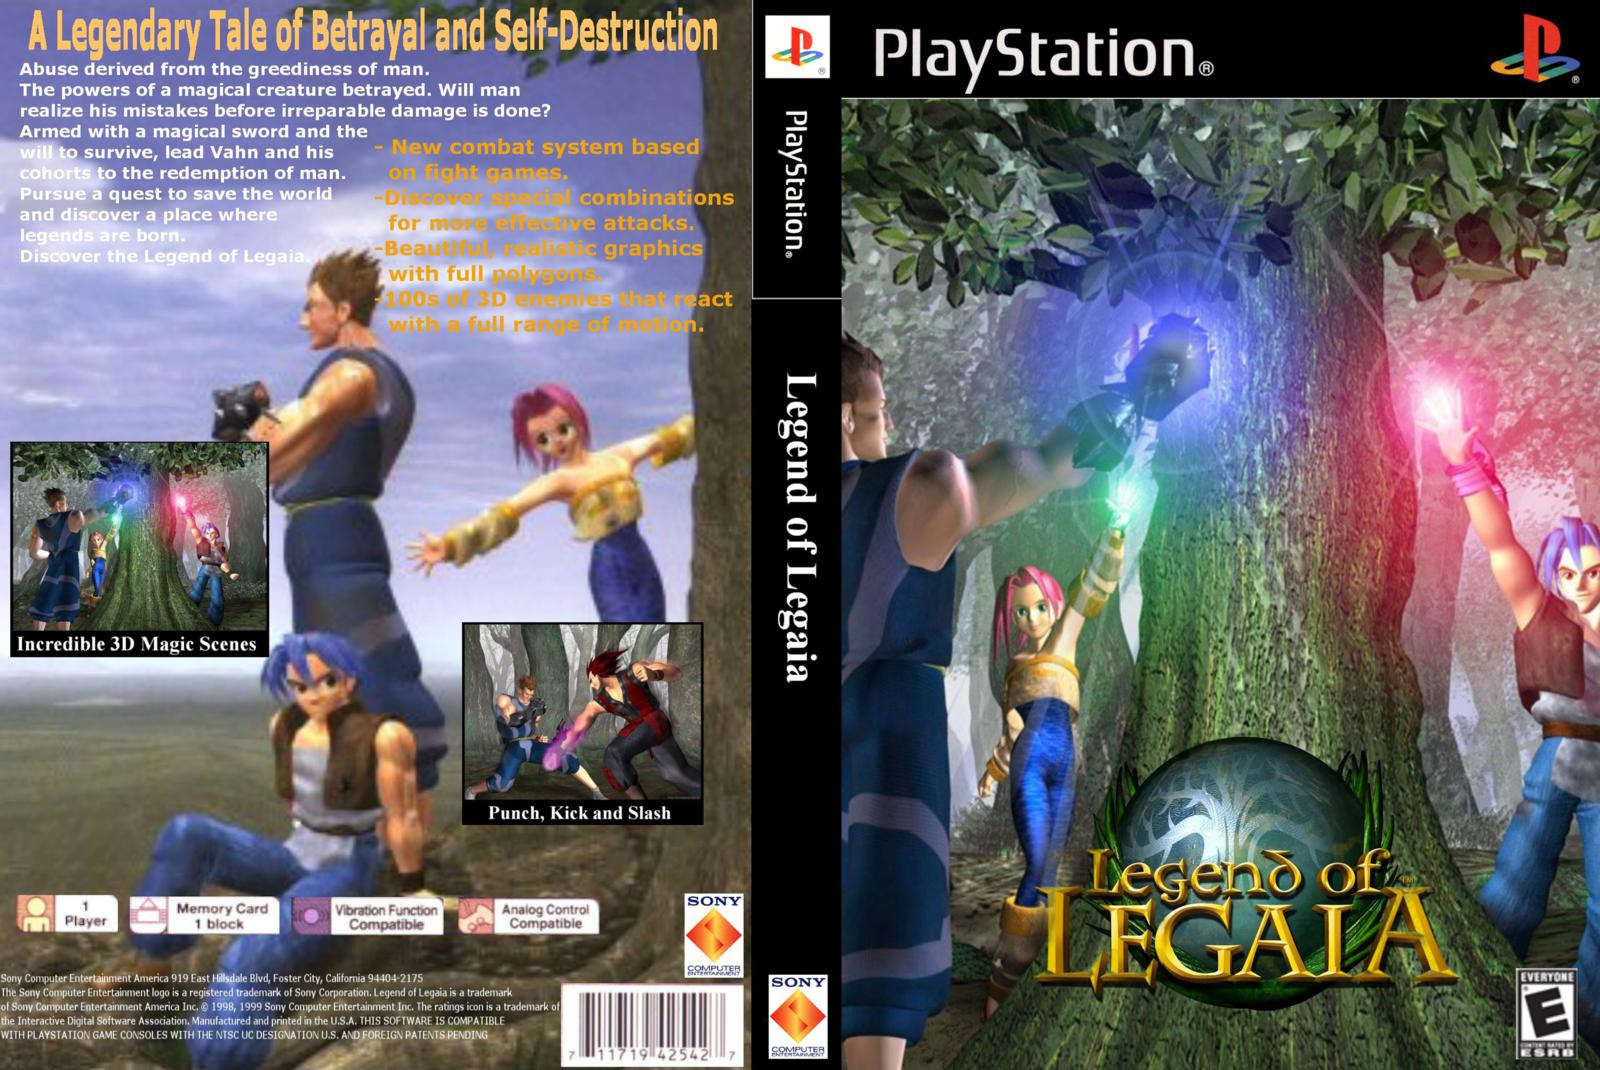 A Legendary Tale of Betrayal and Self-Destruction
Abuse derived from the greediness of man.
The powers of a magical creature betrayed. Will man
realize his mistakes before irreparable damage is done?
Armed with a magical sword and the
will to survive, lead Vahn and his
cohorts to the redemption of man.
Pursue a quest to save the world
and discover a place where
legends are born.
Discover the Legend of Legaia.
- New combat system based
on fight games.
-Discover special combinations
for more effective attacks.
-Beautiful, realistic graphics
with full polygons.
-100s of 3D enemies that react
with a full range of motion.
Incredible 3D Magic Scenes
Punch, Kick and Slash
1
Player
Memory Card
1 block
Vibration Function
Compatible
Analog Control
Compatible
SONY
COMPUTER
ENTERTAINMENT
Sony Computer Entertainment America 919 East Hillsdale Blvd, Foster City, California 94404-2175
The Sony Computer Entertainment logo is a registered trademark of Sony Corporation. Legend of Legaia is a trademark
of Sony Computer Entertainment America Inc. © 1998, 1999 Sony Computer Entertainment Inc. The ratings icon is a trademark of
the Interactive Digital Software Association. Manufactured and printed in the U.S.A. THIS SOFTWARE IS COMPATIBLE
WITH PLAYSTATION GAME CONSOLES WITH THE NTSC UC DESIGNATION U.S. AND FOREIGN PATENTS PENDING
7 11719 42542 7
®
PlayStation®
Legend of Legaia
SONY
COMPUTER
ENTERTAINMENT
PlayStation®
®
Legend of
LEGAIA™
EVERYONE
E
CONTENT RATED BY
ESRB